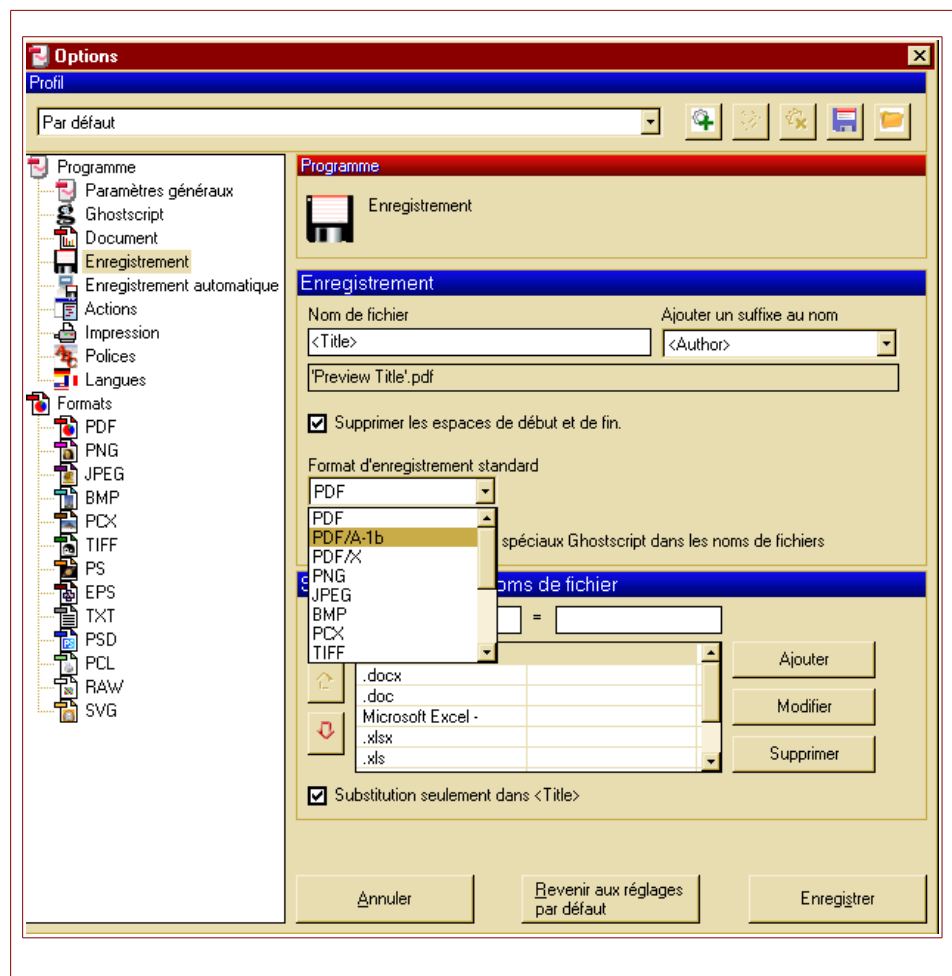 Options
Profil
Par défaut
Programme
Paramètres généraux
Ghostscript
Document
Enregistrement
Enregistrement automatique
Actions
Impression
Polices
Langues
Formats
PDF
PNG
JPEG
BMP
PCX
TIFF
PS
EPS
TXT
PSD
PCL
RAW
SVG
Programme
Enregistrement
Enregistrement
Nom de fichier
Ajouter un suffixe au nom
<Title>
<Author>
'Preview Title'.pdf
Supprimer les espaces de début et de fin.
Format d'enregistrement standard
PDF
PDF
PDF/A-1b
PDF/X
PNG
JPEG
BMP
PCX
TIFF
spéciaux Ghostscript dans les noms de fichiers
noms de fichier
=
.docx
.doc
Microsoft Excel -
.xlsx
.xls
Ajouter
Modifier
Supprimer
Substitution seulement dans <Title>
Annuler
Revenir aux réglages
par défaut
Enregistrer